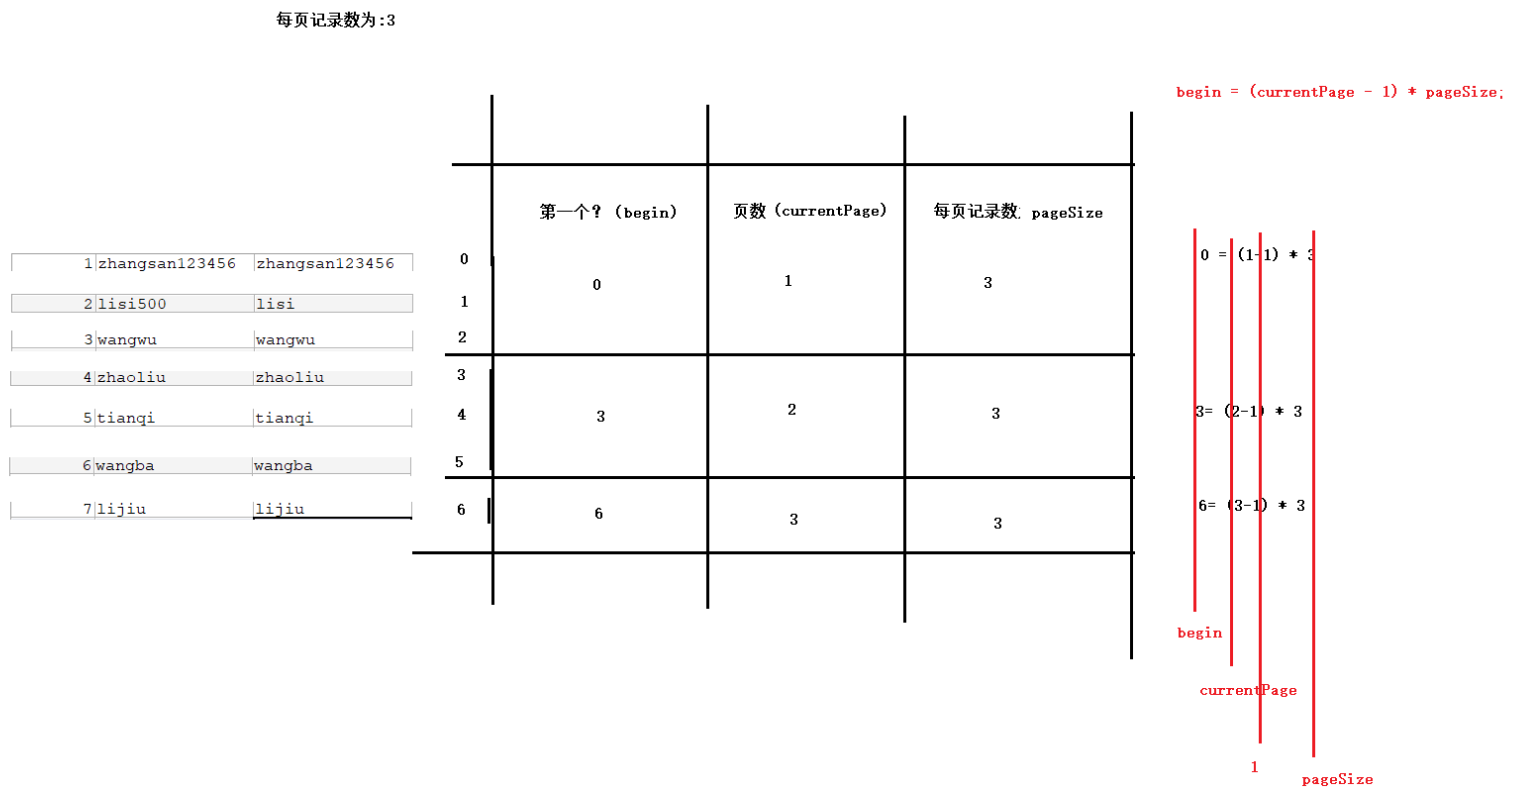 每页记录数为:3
begin = (currentPage - 1) * pageSize;
第一个？ (begin) 页数 (currentPage) 每页记录数: pageSize
1 zhangsan123456 zhangsan123456 0 0 = (1-1) * 3
0 1 3
2 lisi500 lisi 1
3 wangwu wangwu 2
4 zhaoliu zhaoliu 3
5 tianqi tianqi 4 3 2 3 3= (2-1) * 3
6 wangba wangba 5
7 lijiu lijiu 6 6 3 3 6= (3-1) * 3
begin
currentPage
1
pageSize